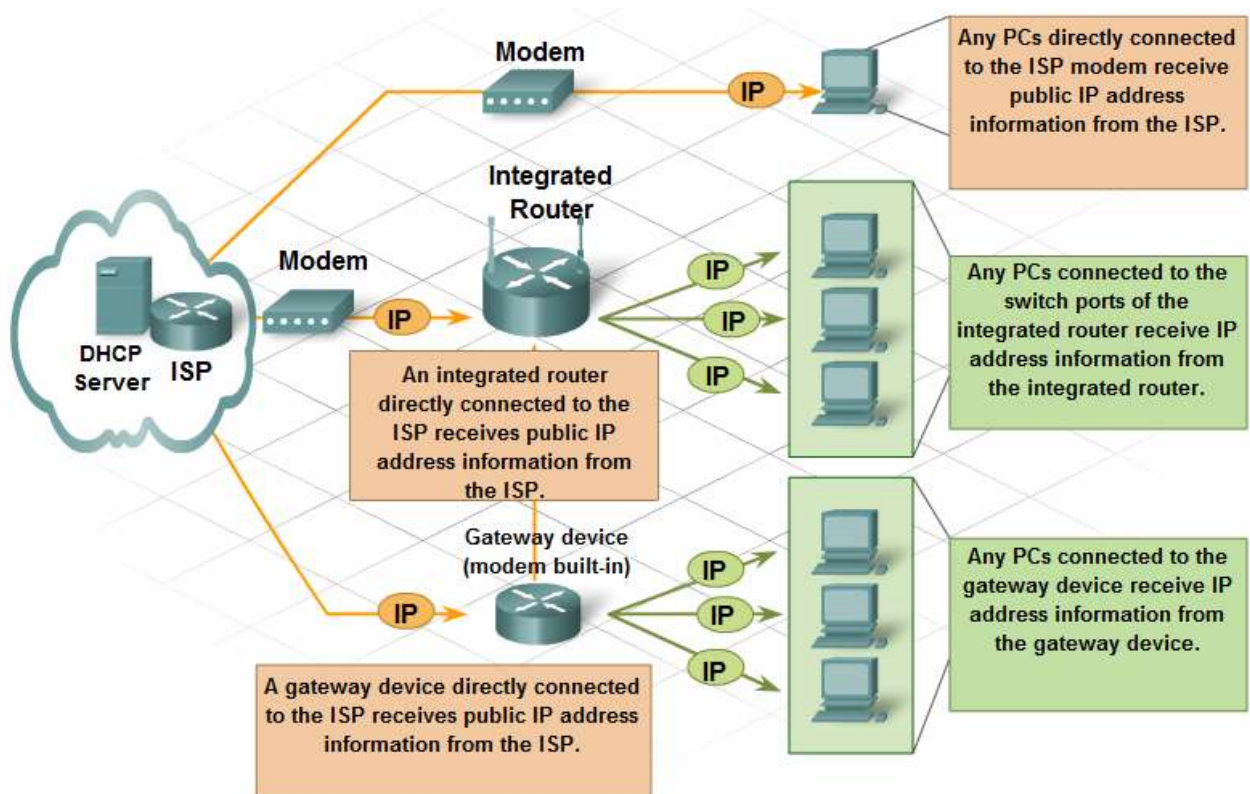 Modem
IP
Any PCs directly connected
to the ISP modem receive
public IP address
information from the ISP.
Integrated
Router
Modem
IP
DHCP
Server
ISP
IP
IP
IP
Any PCs connected to the
switch ports of the
integrated router receive IP
address information from
the integrated router.
An integrated router
directly connected to the
ISP receives public IP
address information from
the ISP.
Gateway device
(modem built-in)
IP
IP
IP
IP
Any PCs connected to the
gateway device receive IP
address information from
the gateway device.
A gateway device directly connected
to the ISP receives public IP address
information from the ISP.